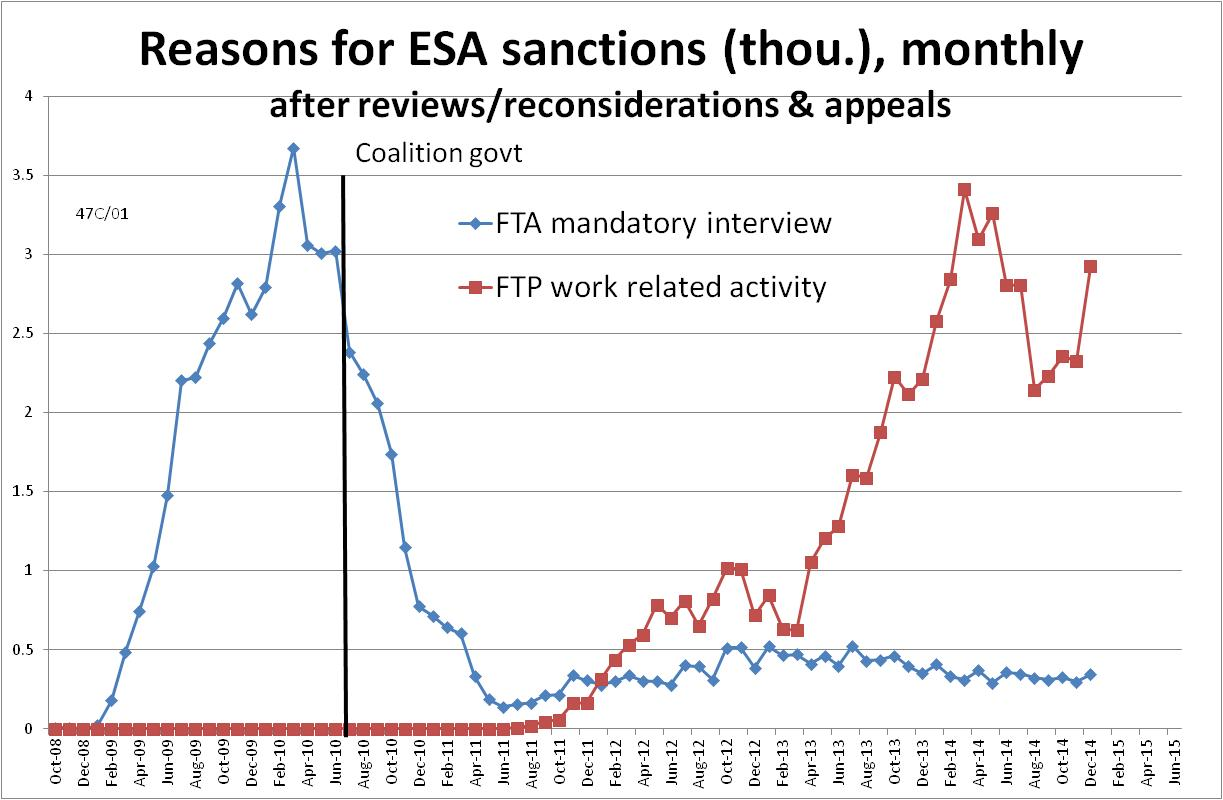 Reasons for ESA sanctions (thou.), monthly
after reviews/reconsiderations & appeals
4
Coalition govt
3.5
47C/01
FTA mandatory interview
3
FTP work related activity
2.5
2
1.5
1
0.5
0
Oct-08
Dec-08
Feb-09
Apr-09
Jun-09
Aug-09
Oct-09
Dec-09
Feb-10
Apr-10
Jun-10
Aug-10
Oct-10
Dec-10
Feb-11
Apr-11
Jun-11
Aug-11
Oct-11
Dec-11
Feb-12
Apr-12
Jun-12
Aug-12
Oct-12
Dec-12
Feb-13
Apr-13
Jun-13
Aug-13
Oct-13
Dec-13
Feb-14
Apr-14
Jun-14
Aug-14
Oct-14
Dec-14
Feb-15
Apr-15
Jun-15